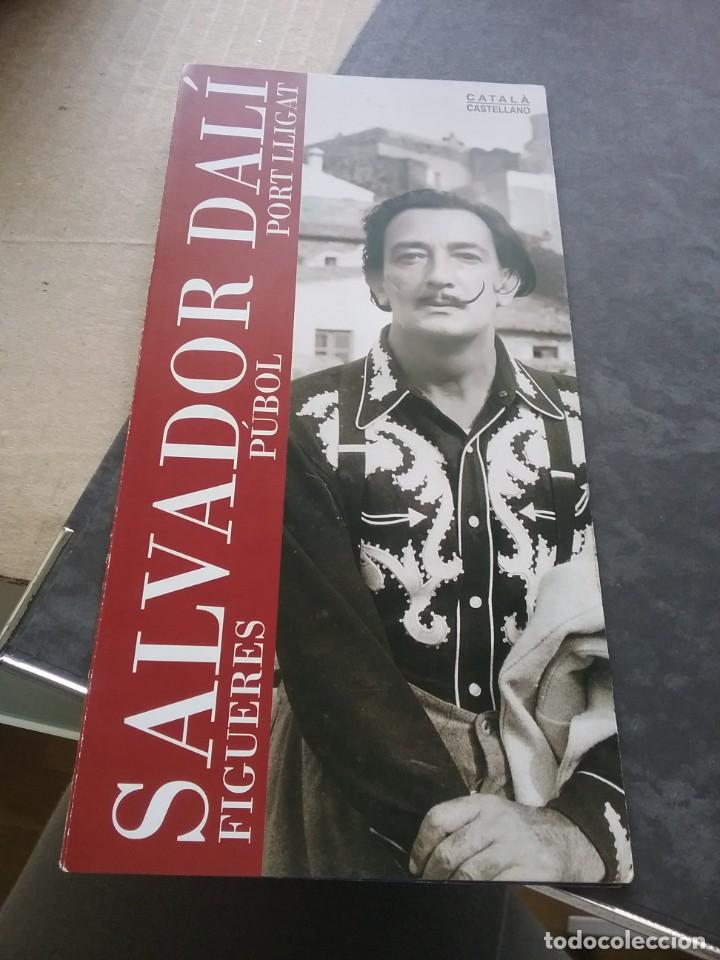 SALVADOR DALÍ
FIGUERES PÚBOL PORT LLIGAT
CATALÀ
CASTELLANO
todocoleccion